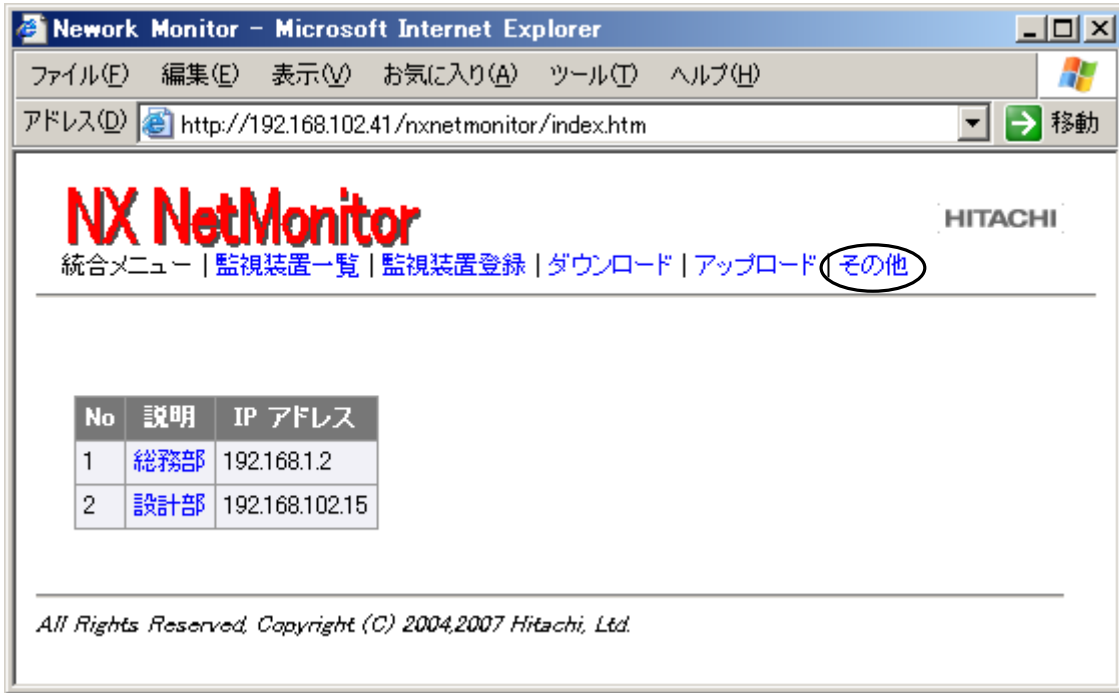 Nework Monitor - Microsoft Internet Explorer
ファイル(F) 編集(E) 表示(V) お気に入り(A) ツール(T) ヘルプ(H)
アドレス(D) http://192.168.102.41/nxnetmonitor/index.htm 移動
NX NetMonitor
HITACHI
統合メニュー | 監視装置一覧 | 監視装置登録 | ダウンロード | アップロード | その他
No 説明 IP アドレス
1 総務部 192.168.1.2
2 設計部 192.168.102.15
All Rights Reserved, Copyright (C) 2004,2007 Hitachi, Ltd.